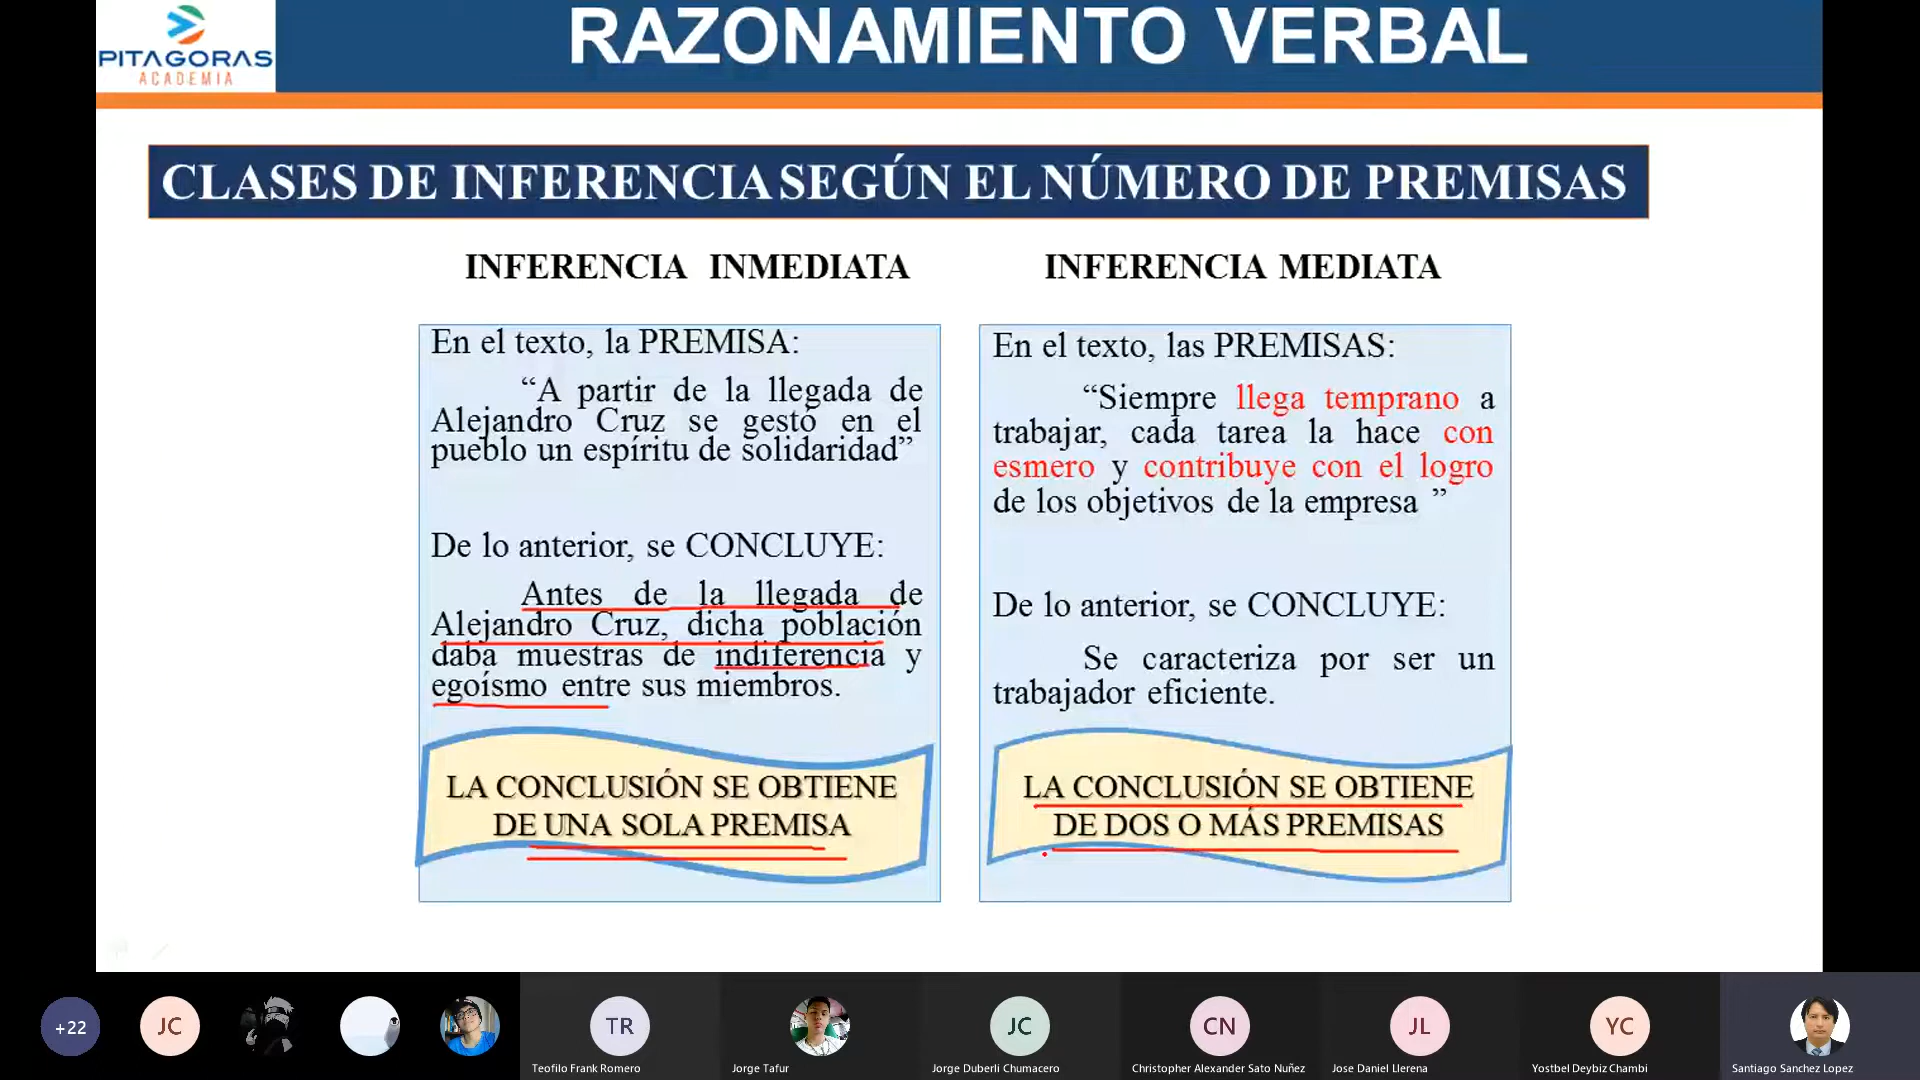 PITAGORAS
ACADEMIA
RAZONAMIENTO VERBAL
CLASES DE INFERENCIA SEGÚN EL NÚMERO DE PREMISAS
INFERENCIA INMEDIATA
En el texto, la PREMISA:
“A partir de la llegada de
Alejandro Cruz se gestó en el
pueblo un espíritu de solidaridad”
De lo anterior, se CONCLUYE:
Antes de la llegada de
Alejandro Cruz, dicha población
daba muestras de indiferencia y
egoísmo entre sus miembros.
LA CONCLUSIÓN SE OBTIENE
DE UNA SOLA PREMISA
INFERENCIA MEDIATA
En el texto, las PREMISAS:
“Siempre llega temprano a
trabajar, cada tarea la hace con
esmero y contribuye con el logro
de los objetivos de la empresa ”
De lo anterior, se CONCLUYE:
Se caracteriza por ser un
trabajador eficiente.
LA CONCLUSIÓN SE OBTIENE
DE DOS O MÁS PREMISAS
+22
JC
TR
Teofilo Frank Romero
Jorge Tafur
JC
Jorge Duberli Chumacero
CN
Christopher Alexander Sato Nuñez
JL
Jose Daniel Llerena
YC
Yostbel Deybiz Chambi
Santiago Sanchez Lopez